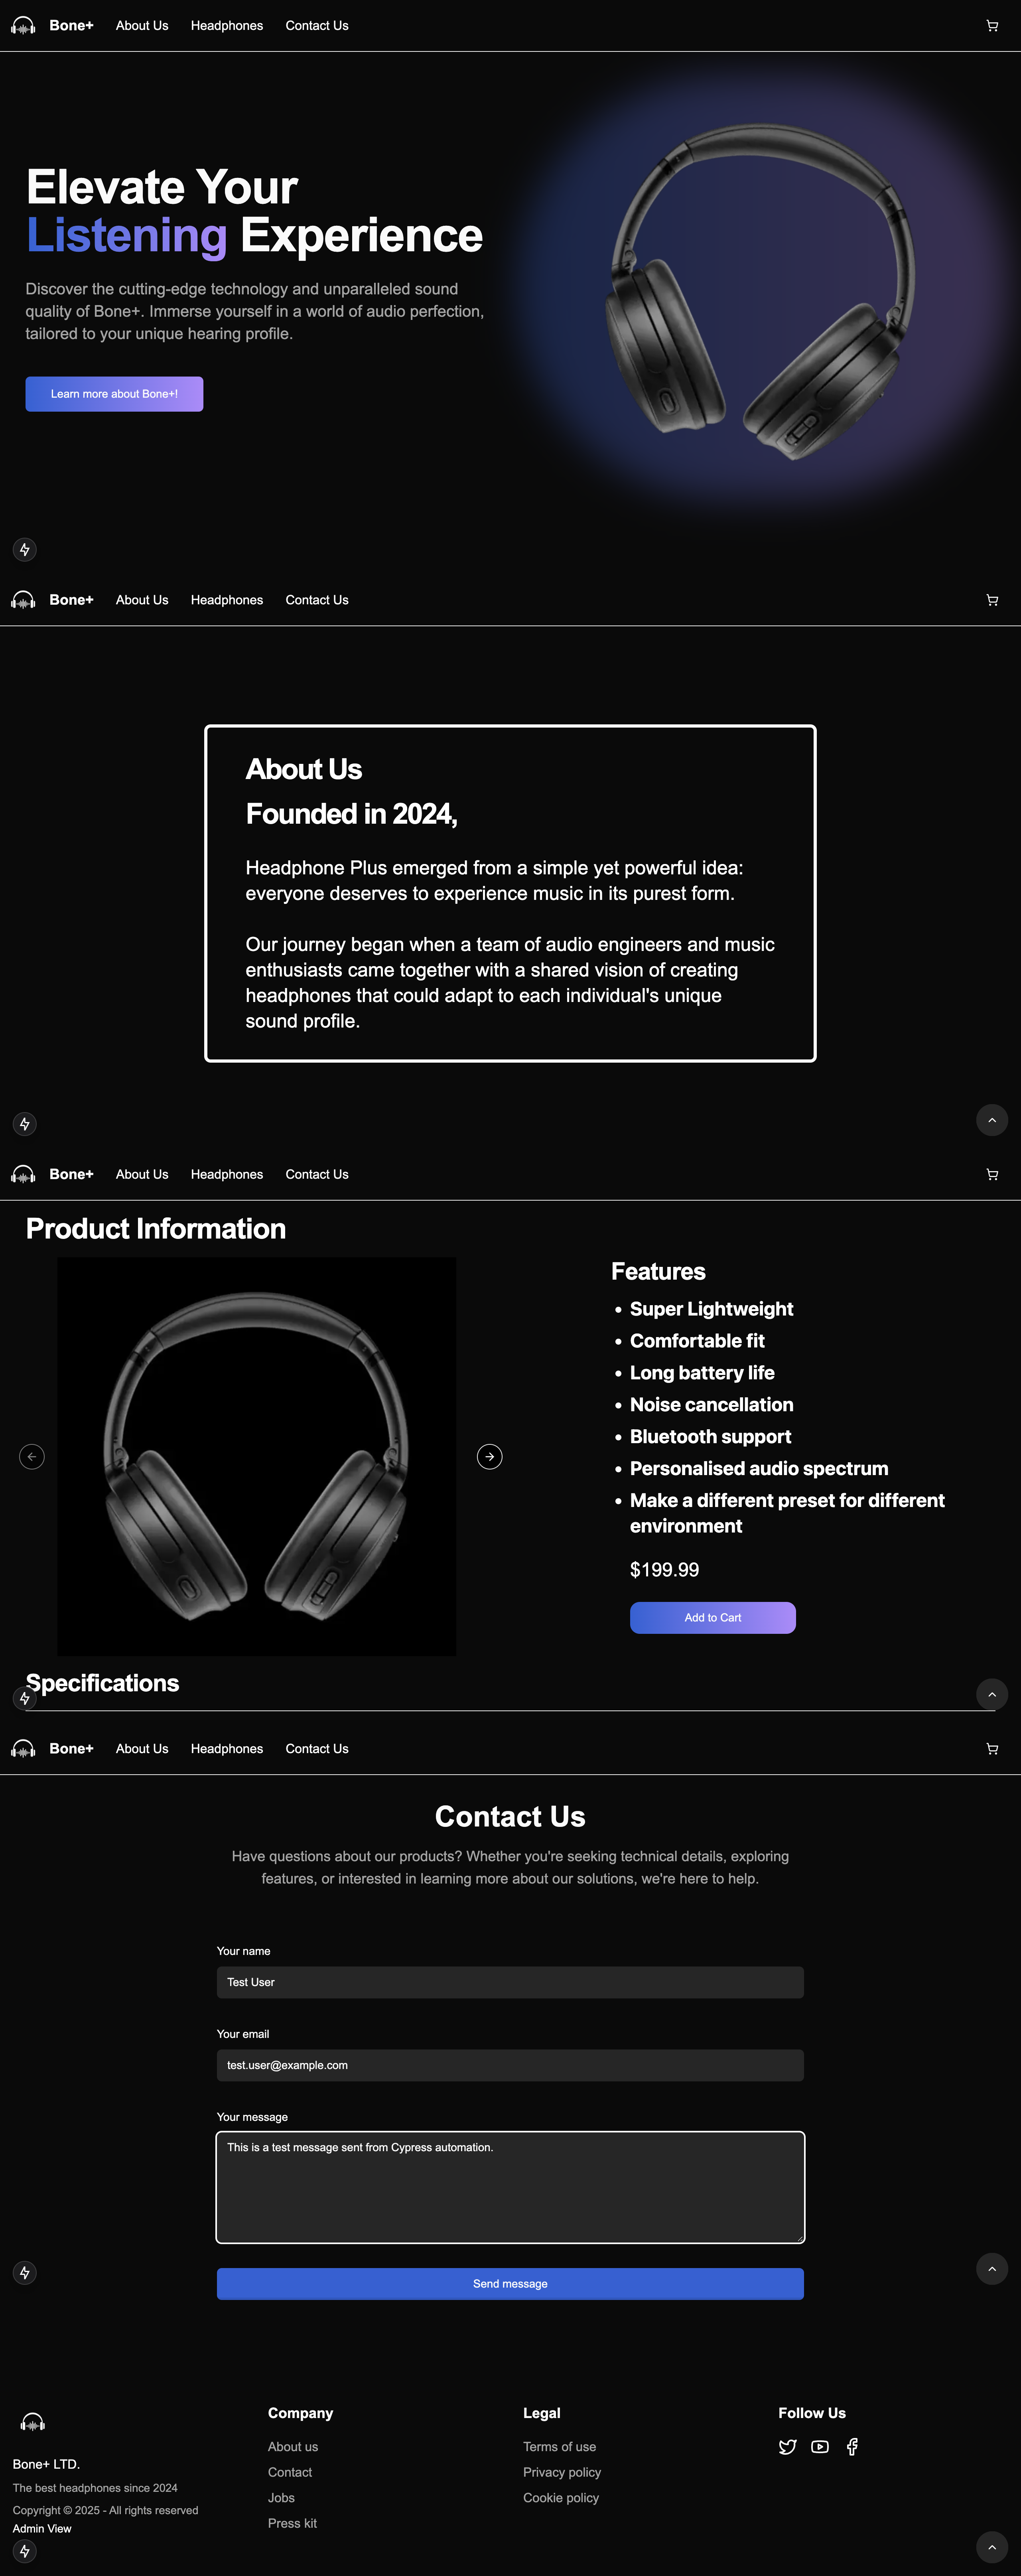 Bone+ About Us Headphones Contact Us
Elevate Your
Listening Experience
Discover the cutting-edge technology and unparalleled sound
quality of Bone+. Immerse yourself in a world of audio perfection,
tailored to your unique hearing profile.
Learn more about Bone+!
Bone+ About Us Headphones Contact Us
About Us
Founded in 2024,
Headphone Plus emerged from a simple yet powerful idea:
everyone deserves to experience music in its purest form.
Our journey began when a team of audio engineers and music
enthusiasts came together with a shared vision of creating
headphones that could adapt to each individual's unique
sound profile.
Bone+ About Us Headphones Contact Us
Product Information
Features
• Super Lightweight
• Comfortable fit
• Long battery life
• Noise cancellation
• Bluetooth support
• Personalised audio spectrum
• Make a different preset for different
environment
$199.99
Add to Cart
Specifications
Bone+ About Us Headphones Contact Us
Contact Us
Have questions about our products? Whether you're seeking technical details, exploring
features, or interested in learning more about our solutions, we're here to help.
Your name
Test User
Your email
test.user@example.com
Your message
This is a test message sent from Cypress automation.
Send message
Bone+ LTD.
The best headphones since 2024
Copyright © 2025 - All rights reserved
Admin View
Company
About us
Contact
Jobs
Press kit
Legal
Terms of use
Privacy policy
Cookie policy
Follow Us